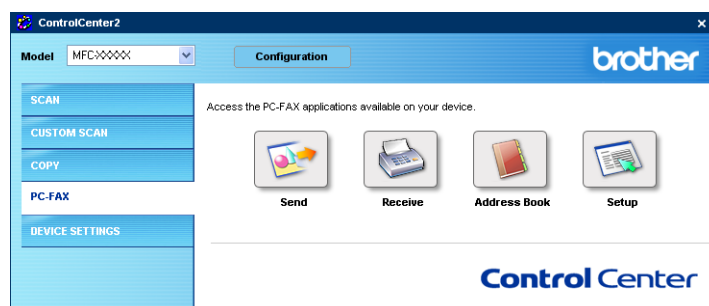 ControlCenter2
Model MFC-XXXXX Configuration brother
SCAN
Access the PC-FAX applications available on your device.
CUSTOM SCAN
COPY
PC-FAX
Send Receive Address Book Setup
DEVICE SETTINGS
Control Center